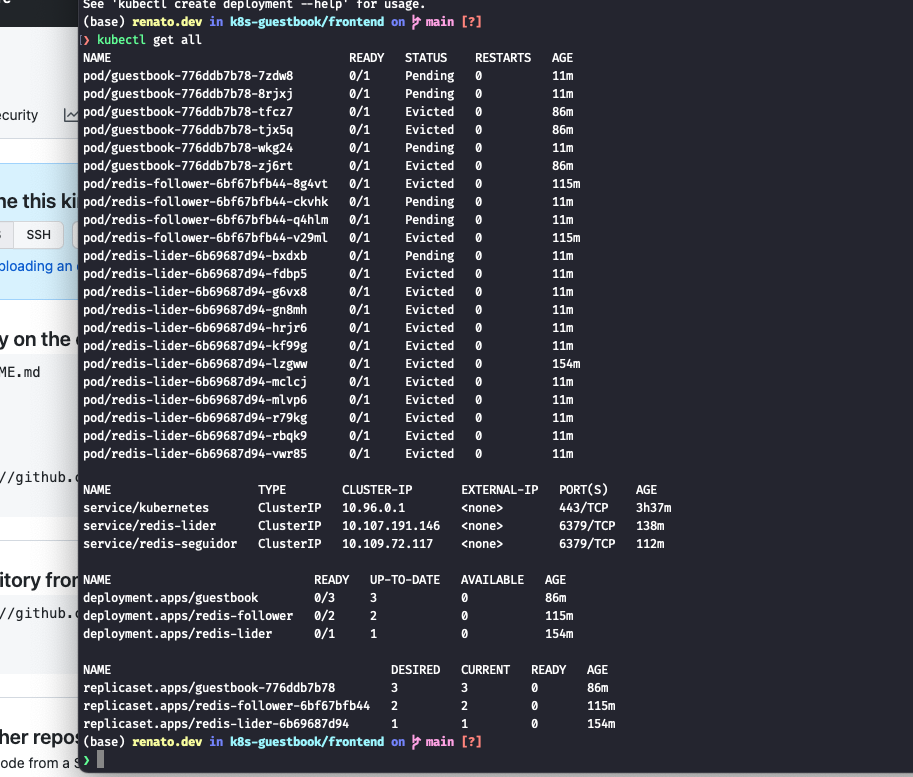 See 'kubectl create deployment --help' for usage.
(base) renato.dev in k8s-guestbook/frontend on main [?]
❯ kubectl get all
NAME READY STATUS RESTARTS AGE
pod/guestbook-776ddb7b78-7zdw8 0/1 Pending 0 11m
pod/guestbook-776ddb7b78-8rjxj 0/1 Pending 0 11m
pod/guestbook-776ddb7b78-tfcz7 0/1 Evicted 0 86m
pod/guestbook-776ddb7b78-tjx5q 0/1 Evicted 0 86m
pod/guestbook-776ddb7b78-wkg24 0/1 Pending 0 11m
pod/guestbook-776ddb7b78-zj6rt 0/1 Evicted 0 86m
pod/redis-follower-6bf67bfb44-8g4vt 0/1 Evicted 0 115m
pod/redis-follower-6bf67bfb44-ckvhk 0/1 Pending 0 11m
pod/redis-follower-6bf67bfb44-q4hlm 0/1 Pending 0 11m
pod/redis-follower-6bf67bfb44-v29ml 0/1 Evicted 0 115m
pod/redis-lider-6b69687d94-bxdxb 0/1 Pending 0 11m
pod/redis-lider-6b69687d94-fdbp5 0/1 Evicted 0 11m
pod/redis-lider-6b69687d94-g6vx8 0/1 Evicted 0 11m
pod/redis-lider-6b69687d94-gn8mh 0/1 Evicted 0 11m
pod/redis-lider-6b69687d94-hrjr6 0/1 Evicted 0 11m
pod/redis-lider-6b69687d94-kf99g 0/1 Evicted 0 11m
pod/redis-lider-6b69687d94-lzgww 0/1 Evicted 0 154m
pod/redis-lider-6b69687d94-mclcj 0/1 Evicted 0 11m
pod/redis-lider-6b69687d94-mlvp6 0/1 Evicted 0 11m
pod/redis-lider-6b69687d94-r79kg 0/1 Evicted 0 11m
pod/redis-lider-6b69687d94-rbqk9 0/1 Evicted 0 11m
pod/redis-lider-6b69687d94-vwr85 0/1 Evicted 0 11m
NAME TYPE CLUSTER-IP EXTERNAL-IP PORT(S) AGE
service/kubernetes ClusterIP 10.96.0.1 <none> 443/TCP 3h37m
service/redis-lider ClusterIP 10.107.191.146 <none> 6379/TCP 138m
service/redis-seguidor ClusterIP 10.109.72.117 <none> 6379/TCP 112m
NAME READY UP-TO-DATE AVAILABLE AGE
deployment.apps/guestbook 0/3 3 0 86m
deployment.apps/redis-follower 0/2 2 0 115m
deployment.apps/redis-lider 0/1 1 0 154m
NAME DESIRED CURRENT READY AGE
replicaset.apps/guestbook-776ddb7b78 3 3 0 86m
replicaset.apps/redis-follower-6bf67bfb44 2 2 0 115m
replicaset.apps/redis-lider-6b69687d94 1 1 0 154m
(base) renato.dev in k8s-guestbook/frontend on main [?]
❯
curity
ne this ki
SSH
ploading an
y on the
ME.md
//github.c
itory fron
//github.c
her repos
ode from a S